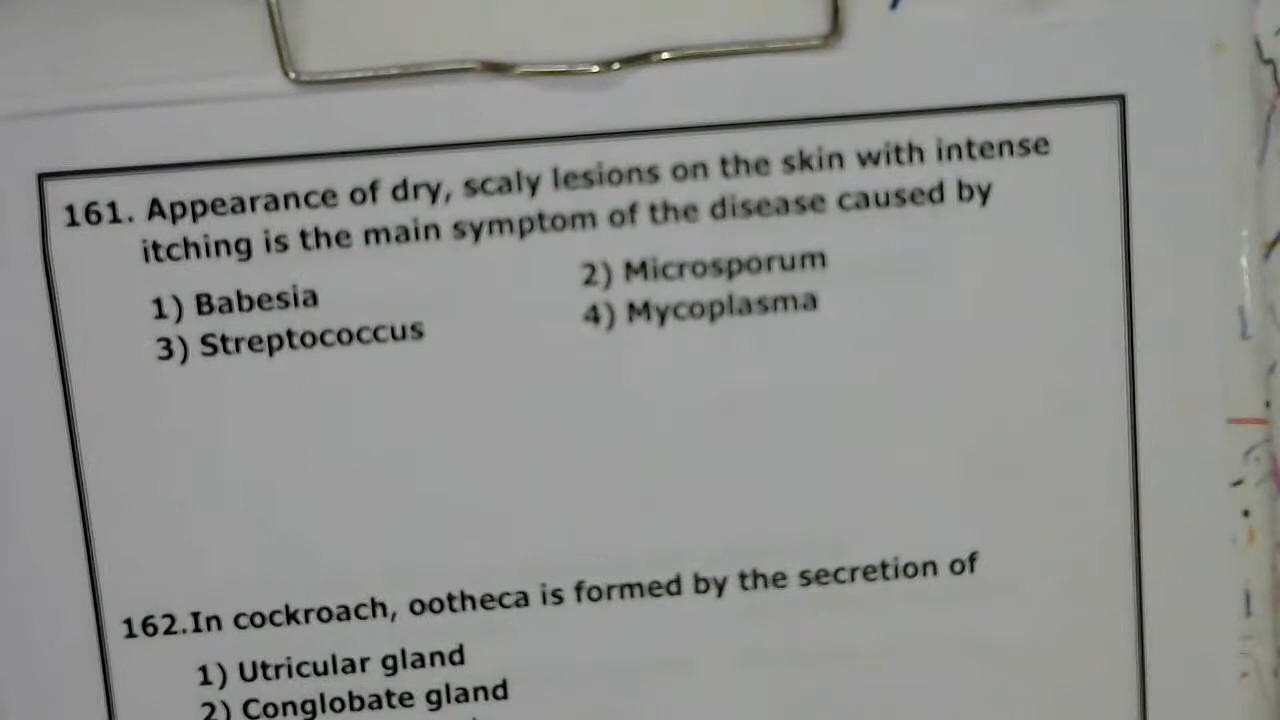 161. Appearance of dry, scaly lesions on the skin with intense
itching is the main symptom of the disease caused by
1) Babesia 2) Microsporum
3) Streptococcus 4) Mycoplasma
162.In cockroach, ootheca is formed by the secretion of
1) Utricular gland
2) Conglobate gland